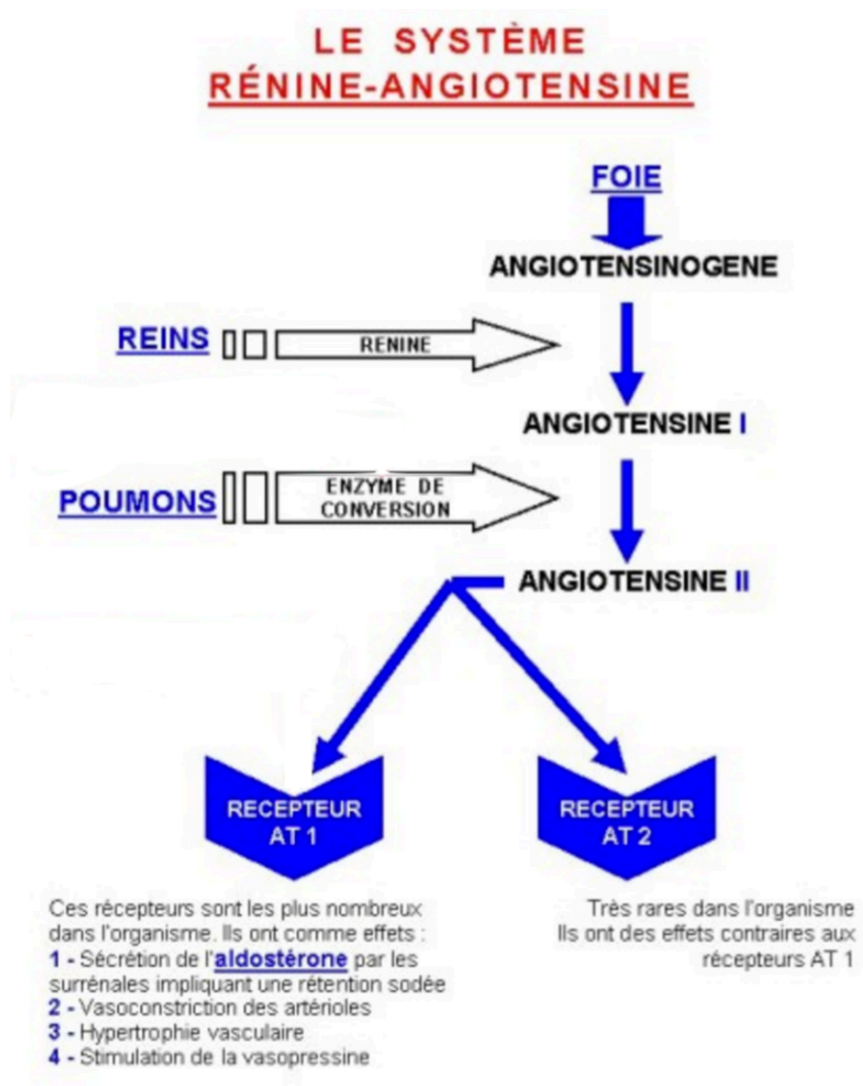 LE SYSTÈME
RÉNINE-ANGIOTENSINE
FOIE
ANGIOTENSINOGENE
REINS
RENINE
ANGIOTENSINE I
POUMONS
ENZYME DE
CONVERSION
ANGIOTENSINE II
RECEPTEUR
AT 1
RECEPTEUR
AT 2
Ces récepteurs sont les plus nombreux
dans l'organisme. Ils ont comme effets :
1 - Sécrétion de l'aldostérone par les
surrénales impliquant une rétention sodée
2 - Vasoconstriction des artérioles
3 - Hypertrophie vasculaire
4 - Stimulation de la vasopressine
Très rares dans l'organisme
Ils ont des effets contraires aux
récepteurs AT 1